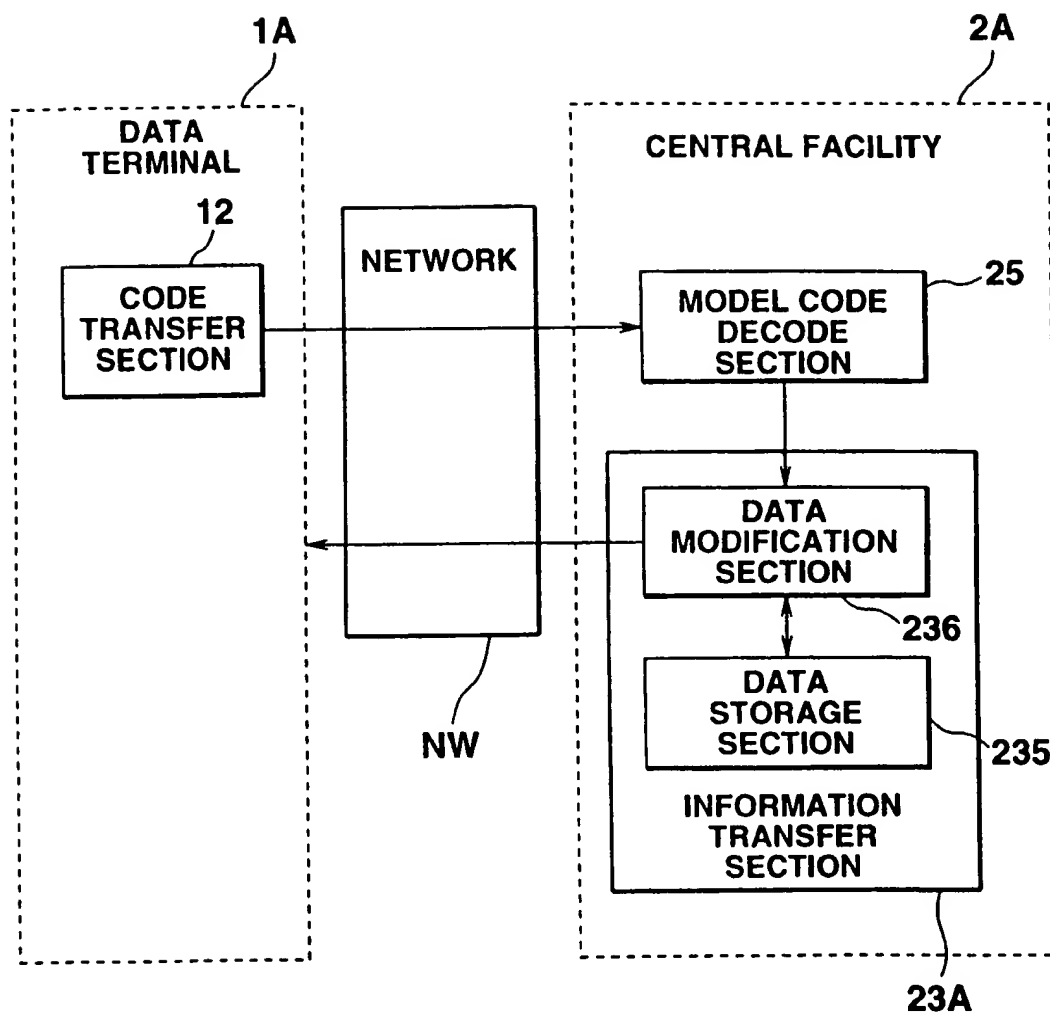 1A
2A
DATA
TERMINAL
CENTRAL FACILITY
12
NETWORK
25
CODE
TRANSFER
SECTION
MODEL CODE
DECODE
SECTION
DATA
MODIFICATION
SECTION
236
DATA
STORAGE
SECTION
NW
235
INFORMATION
TRANSFER
SECTION
23A